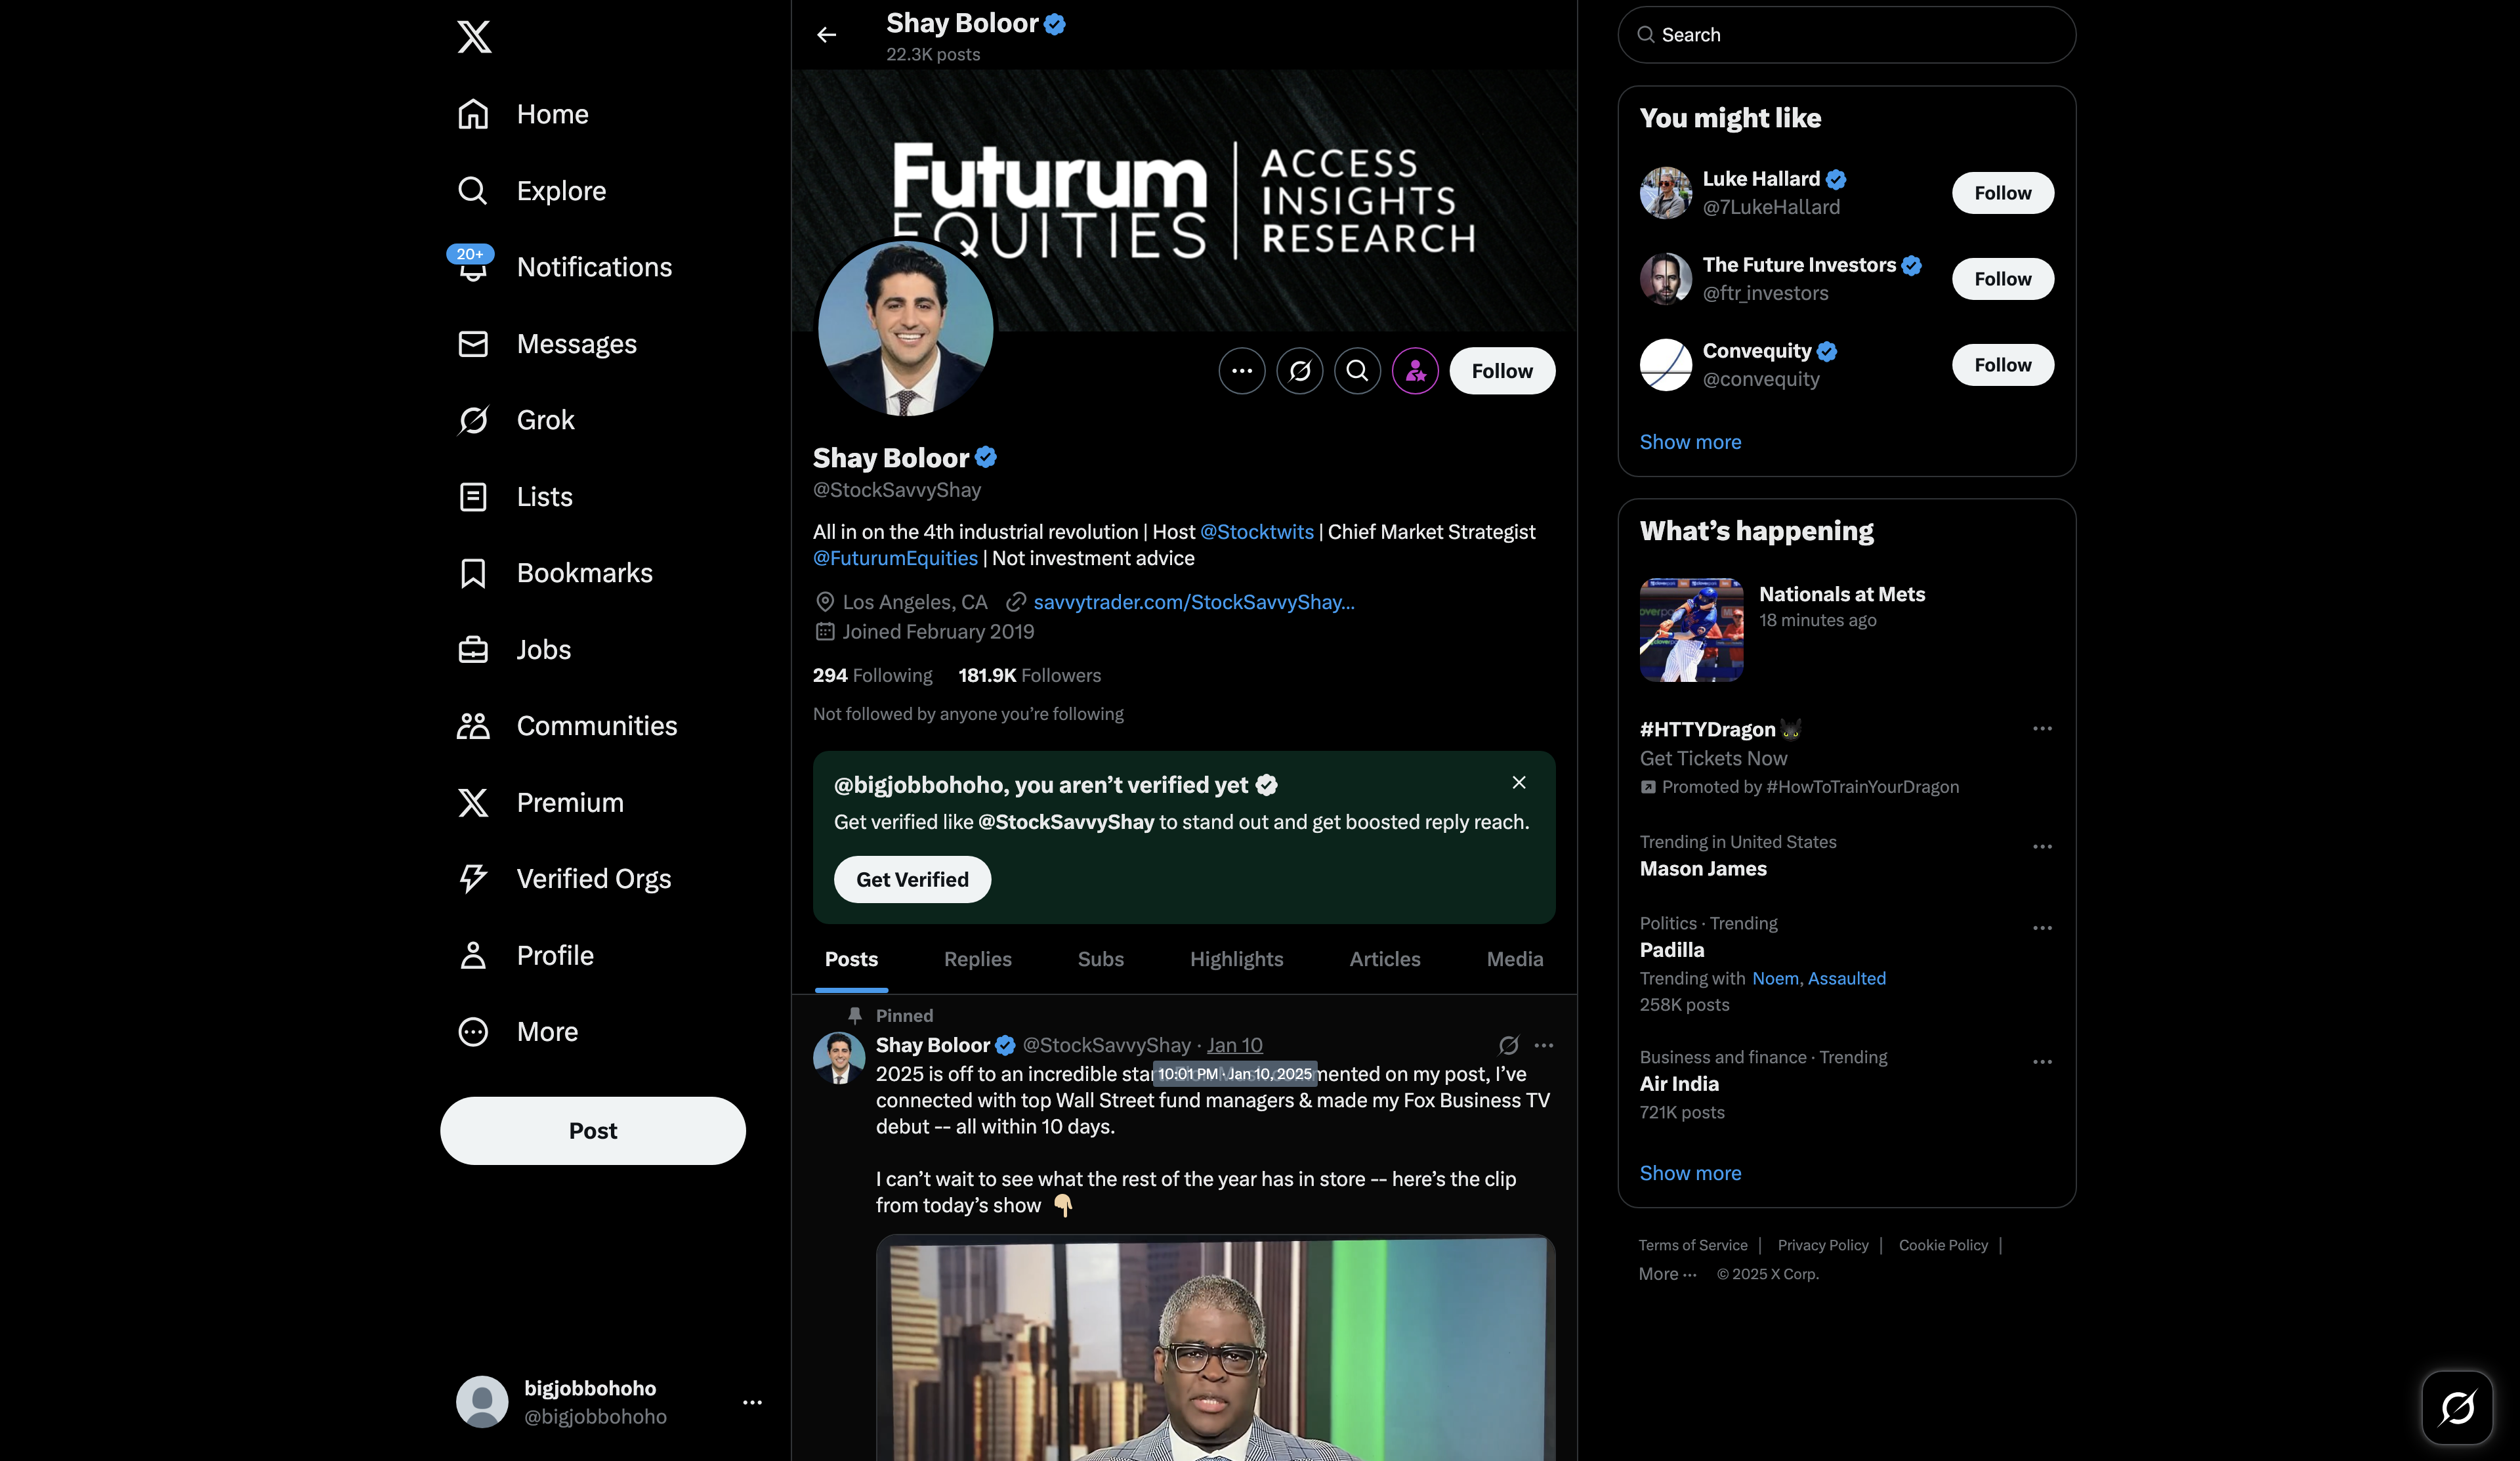 Home
Explore
20+
Notifications
Messages
Grok
Lists
Bookmarks
Jobs
Communities
Premium
Verified Orgs
Profile
More
Post
bigjobbohoho
@bigjobbohoho
Shay Boloor
22.3K posts
Futurum
EQUITIES
ACCESS
INSIGHTS
RESEARCH
Follow
Shay Boloor
@StockSavvyShay
All in on the 4th industrial revolution | Host @Stocktwits | Chief Market Strategist
@FuturumEquities | Not investment advice
Los Angeles, CA savvytrader.com/StockSavvyShay…
Joined February 2019
294 Following 181.9K Followers
Not followed by anyone you’re following
@bigjobbohoho, you aren’t verified yet
Get verified like @StockSavvyShay to stand out and get boosted reply reach.
Get Verified
Posts Replies Subs Highlights Articles Media
Pinned
Shay Boloor @StockSavvyShay · Jan 10
10:01 PM · Jan 10, 2025
2025 is off to an incredible star mented on my post, I’ve
connected with top Wall Street fund managers & made my Fox Business TV
debut -- all within 10 days.
I can’t wait to see what the rest of the year has in store -- here’s the clip
from today’s show 👇🏼
Search
You might like
Luke Hallard
@7LukeHallard
Follow
The Future Investors
@ftr_investors
Follow
Convequity
@convequity
Follow
Show more
What’s happening
Nationals at Mets
18 minutes ago
#HTTYDragon
Get Tickets Now
Promoted by #HowToTrainYourDragon
Trending in United States
Mason James
Politics · Trending
Padilla
Trending with Noem, Assaulted
258K posts
Business and finance · Trending
Air India
721K posts
Show more
Terms of Service | Privacy Policy | Cookie Policy |
More ··· © 2025 X Corp.